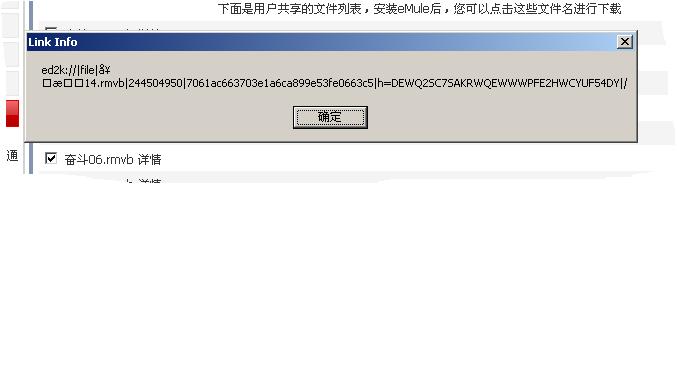 下面是用户共享的文件列表，安装eMule后，您可以点击这些文件名进行下载
Link Info
ed2k://|file|å¥
□æ□□14.rmvb|244504950|7061ac663703e1a6ca899e53fe0663c5|h=DEWQ2SC7SAKRWQEWWWPFE2HWCYUF54DY|/
确定
通
奋斗06.rmvb 详情